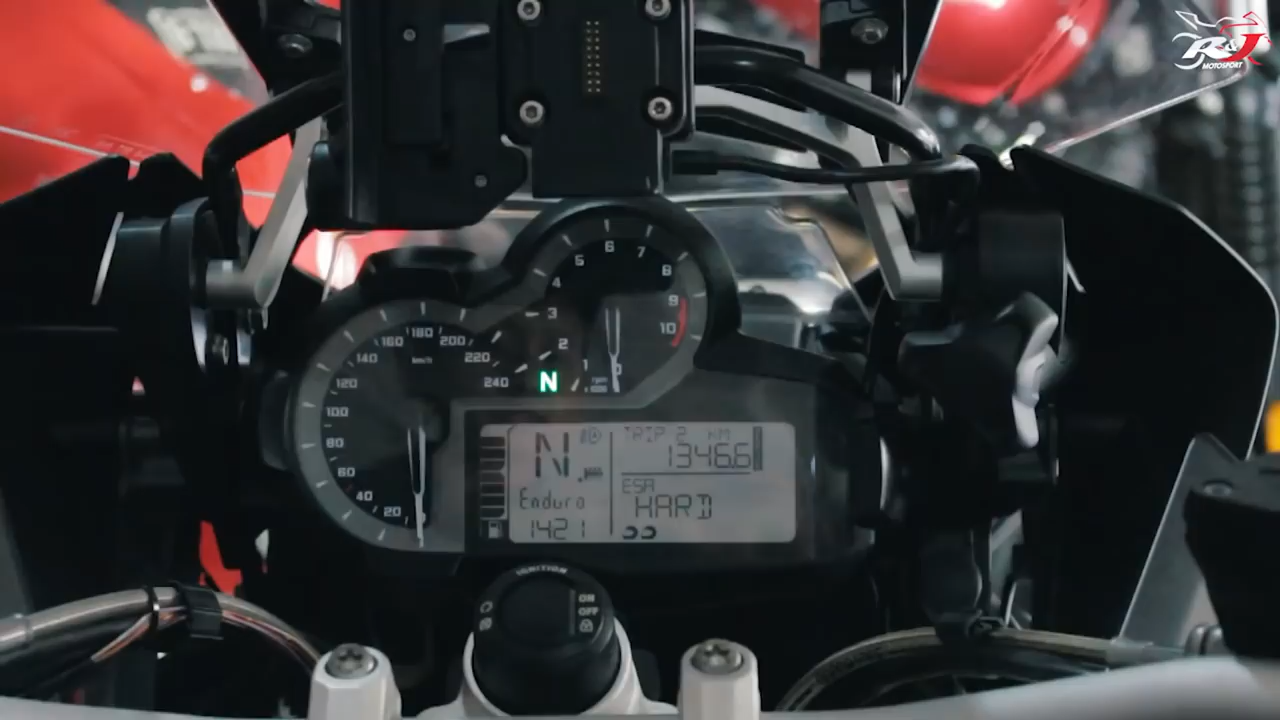 R&J
MOTOSPORT
6
5
7
4
8
3
9
10
2
1
180
160
200
140
km/h
220
120
240
N
100
80
60
40
20
rpm
N
TRIP 2 KM
1346.6
Enduro
ESA
HARD
1421
IGNITION
ON
OFF